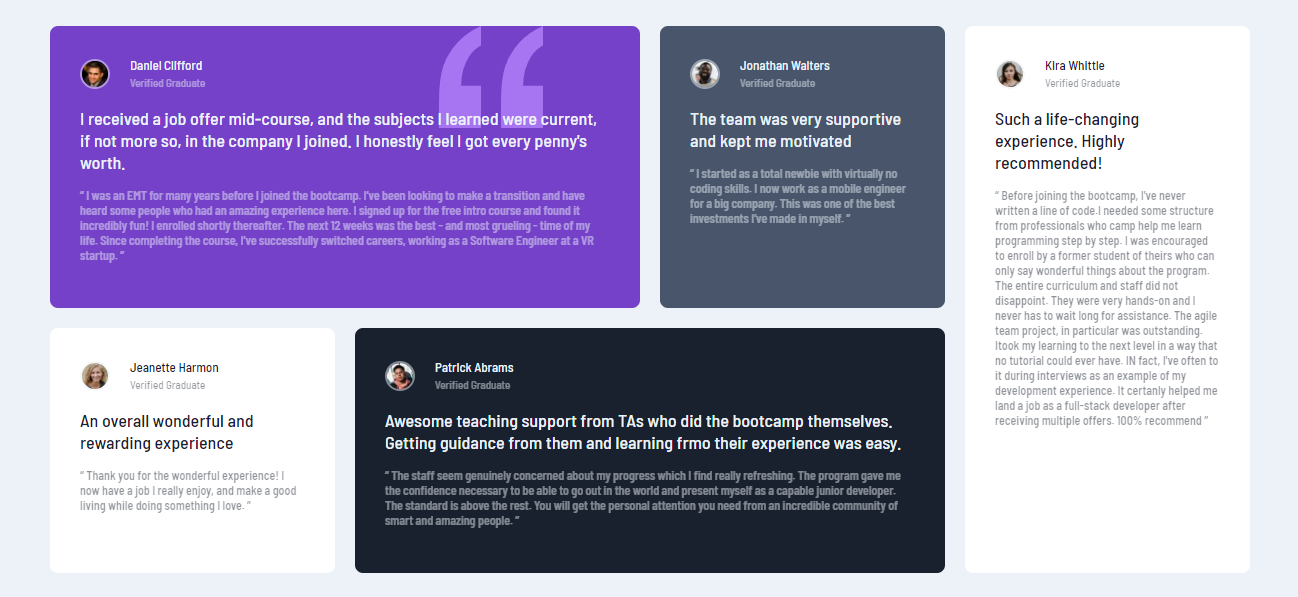 Daniel Clifford
Verified Graduate
I received a job offer mid-course, and the subjects I learned were current,
if not more so, in the company I joined. I honestly feel I got every penny's
worth.
“ I was an EMT for many years before I joined the bootcamp. I've been looking to make a transition and have
heard some people who had an amazing experience here. I signed up for the free intro course and found it
incredibly fun! I enrolled shortly thereafter. The next 12 weeks was the best - and most grueling - time of my
life. Since completing the course, I've successfully switched careers, working as a Software Engineer at a VR
startup. ”
Jonathan Walters
Verified Graduate
The team was very supportive
and kept me motivated
“ I started as a total newbie with virtually no
coding skills. I now work as a mobile engineer
for a big company. This was one of the best
investments I've made in myself. ”
Kira Whittle
Verified Graduate
Such a life-changing
experience. Highly
recommended!
“ Before joining the bootcamp, I've never
written a line of code.I needed some structure
from professionals who camp help me learn
programming step by step. I was encouraged
to enroll by a former student of theirs who can
only say wonderful things about the program.
The entire curriculum and staff did not
disappoint. They were very hands-on and I
never has to wait long for assistance. The agile
team project, in particular was outstanding.
Itook my learning to the next level in a way that
no tutorial could ever have. IN fact, I've often to
it during interviews as an example of my
development experience. It certanly helped me
land a job as a full-stack developer after
receiving multiple offers. 100% recommend ”
Jeanette Harmon
Verified Graduate
An overall wonderful and
rewarding experience
“ Thank you for the wonderful experience! I
now have a job I really enjoy, and make a good
living while doing something I love. ”
Patrick Abrams
Verified Graduate
Awesome teaching support from TAs who did the bootcamp themselves.
Getting guidance from them and learning frmo their experience was easy.
“ The staff seem genuinely concerned about my progress which I find really refreshing. The program gave me
the confidence necessary to be able to go out in the world and present myself as a capable junior developer.
The standard is above the rest. You will get the personal attention you need from an incredible community of
smart and amazing people. ”